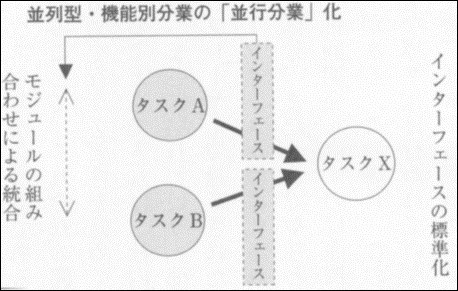 並列型・機能別分業の「並行分業」化
インターフェース
タスクA
モジュールの組み
合わせによる統合
タスクX
インターフェースの標準化
タスクB
インターフェース